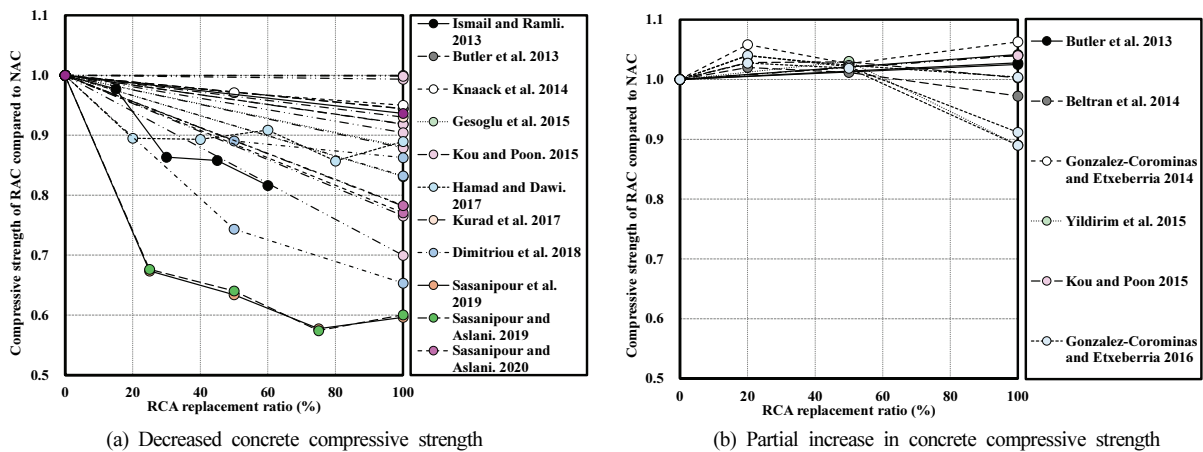 Compressive strength of RAC compared to NAC
1.1
1.0
0.9
0.8
0.7
0.6
0.5
0
20
40
60
80
100
RCA replacement ratio (%)
Ismail and Ramli.
2013
Butler et al. 2013
Knaack et al. 2014
Gesoglu et al. 2015
Kou and Poon. 2015
Hamad and Dawi.
2017
Kurad et al. 2017
Dimitriou et al. 2018
Sasanipour et al.
2019
Sasanipour and
Aslani. 2019
Sasanipour and
Aslani. 2020
(a) Decreased concrete compressive strength
Compressive strength of RAC compared to NAC
1.1
1.0
0.9
0.8
0.7
0.6
0.5
0
20
40
60
80
100
RCA replacement ratio (%)
Butler et al. 2013
Beltran et al. 2014
Gonzalez-Corominas
and Etxeberria 2014
Yildirim et al. 2015
Kou and Poon 2015
Gonzalez-Corominas
and Etxeberria 2016
(b) Partial increase in concrete compressive strength